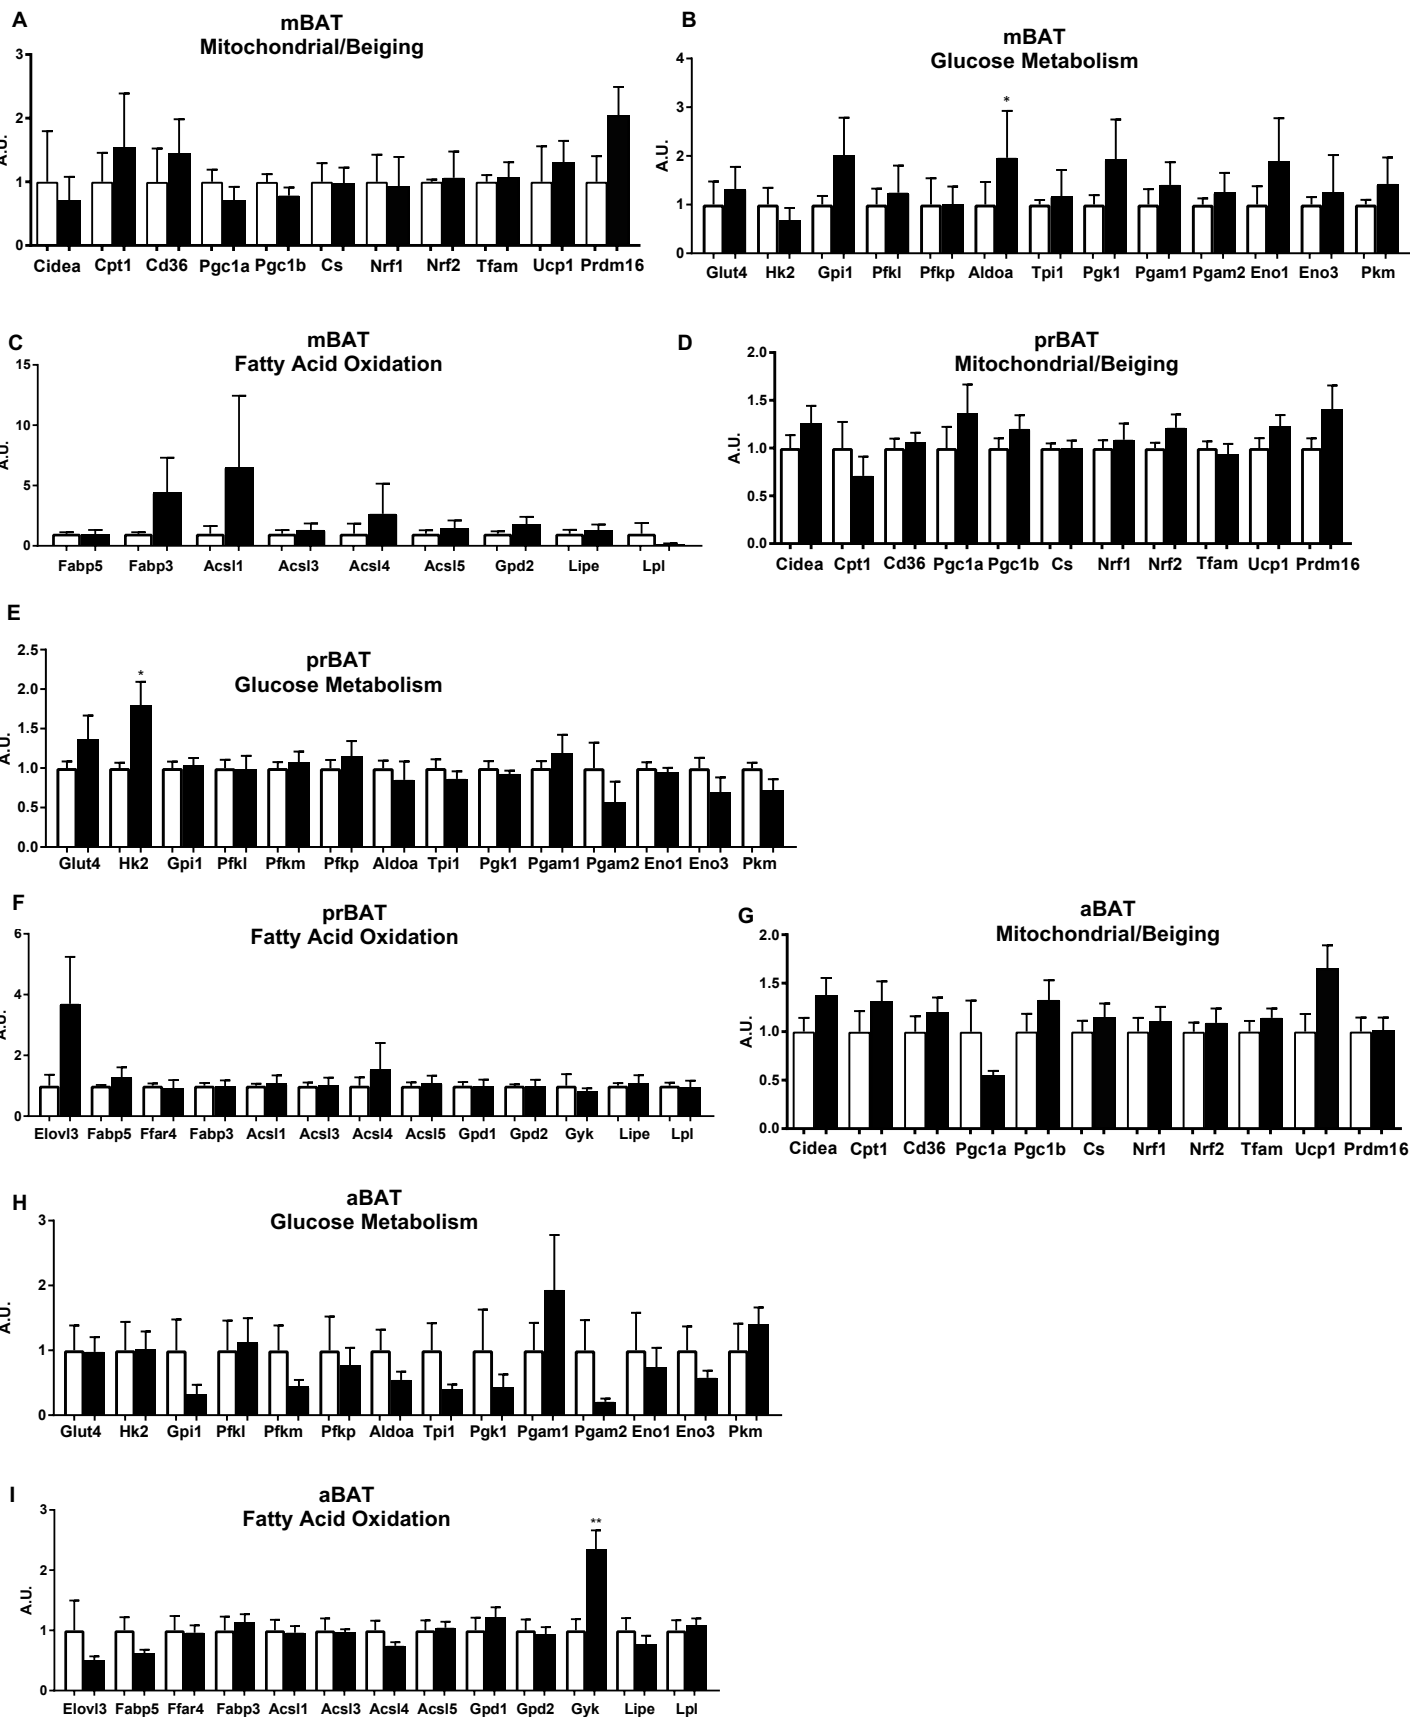 A
mBAT
Mitochondrial/Beiging
A.U.
3
2
1
0
Cidea Cpt1 Cd36 Pgc1a Pgc1b Cs Nrf1 Nrf2 Tfam Ucp1 Prdm16
B
mBAT
Glucose Metabolism
A.U.
4
3
2
1
0
*
Glut4 Hk2 Gpi1 Pfkl Pfkp Aldoa Tpi1 Pgk1 Pgam1 Pgam2 Eno1 Eno3 Pkm
C
mBAT
Fatty Acid Oxidation
A.U.
15
10
5
0
Fabp5 Fabp3 Acsl1 Acsl3 Acsl4 Acsl5 Gpd2 Lipe Lpl
D
prBAT
Mitochondrial/Beiging
A.U.
2.0
1.5
1.0
0.5
0.0
Cidea Cpt1 Cd36 Pgc1a Pgc1b Cs Nrf1 Nrf2 Tfam Ucp1 Prdm16
E
prBAT
Glucose Metabolism
A.U.
2.5
2.0
1.5
1.0
0.5
0.0
*
Glut4 Hk2 Gpi1 Pfkl Pfkm Pfkp Aldoa Tpi1 Pgk1 Pgam1 Pgam2 Eno1 Eno3 Pkm
F
prBAT
Fatty Acid Oxidation
A.U.
6
4
2
0
Elovl3 Fabp5 Ffar4 Fabp3 Acsl1 Acsl3 Acsl4 Acsl5 Gpd1 Gpd2 Gyk Lipe Lpl
G
aBAT
Mitochondrial/Beiging
A.U.
2.0
1.5
1.0
0.5
0.0
Cidea Cpt1 Cd36 Pgc1a Pgc1b Cs Nrf1 Nrf2 Tfam Ucp1 Prdm16
H
aBAT
Glucose Metabolism
A.U.
3
2
1
0
Glut4 Hk2 Gpi1 Pfkl Pfkm Pfkp Aldoa Tpi1 Pgk1 Pgam1 Pgam2 Eno1 Eno3 Pkm
I
aBAT
Fatty Acid Oxidation
A.U.
3
2
1
0
**
Elovl3 Fabp5 Ffar4 Fabp3 Acsl1 Acsl3 Acsl4 Acsl5 Gpd1 Gpd2 Gyk Lipe Lpl